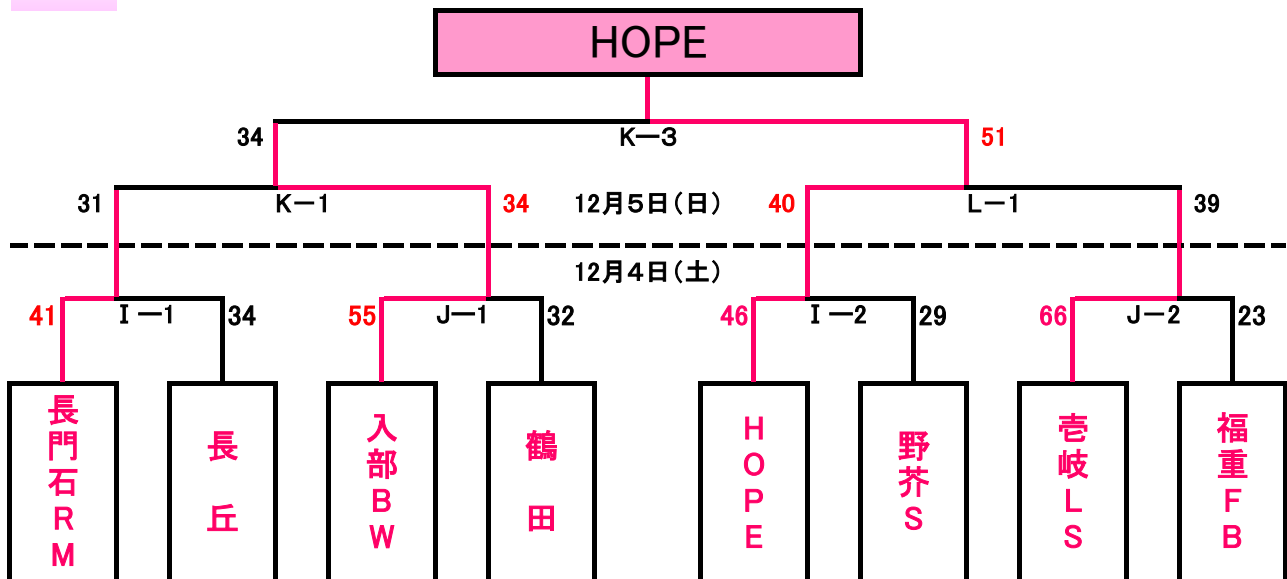 HOPE
34
K－3
51
31
K－1
34
12月5日(日)
40
L－1
39
12月4日(土)
41
I－1
34
55
J－1
32
46
I－2
29
66
J－2
23
長門石RM
長丘
入部BW
鶴田
HOPE
野芥S
壱岐LS
福重FB